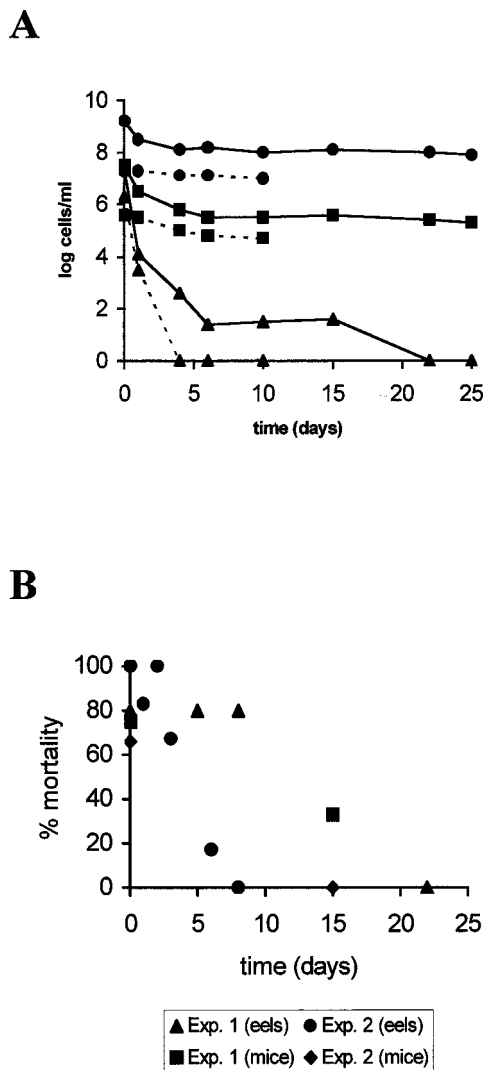 A
10
8
6
4
2
0
log cells/ml
0 5 10 15 20 25
time (days)
B
100
80
60
40
20
0
% mortality
0 5 10 15 20 25
time (days)
Exp. 1 (eels) Exp. 2 (eels)
Exp. 1 (mice) Exp. 2 (mice)